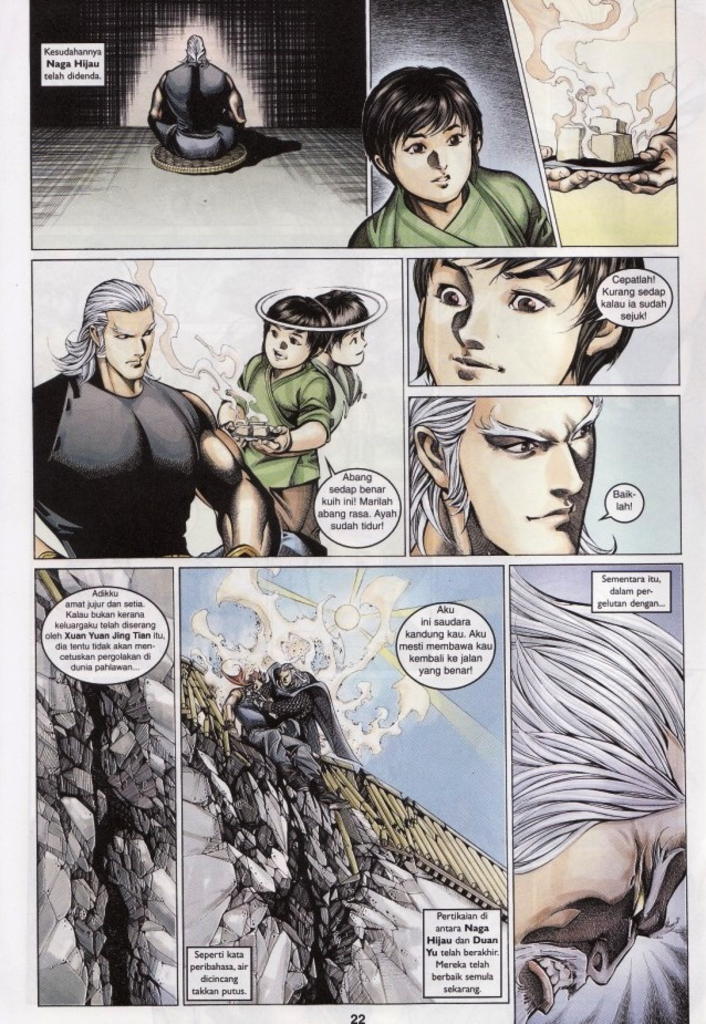 Kesudahannya
Naga Hijau
telah didenda.
Abang
sedap benar
kuih ini! Marilah
abang rasa. Ayah
sudah tidur!
Cepatlah!
Kurang sedap
kalau ia sudah
sejuk!
Baik-
lah!
Adikku
amat jujur dan setia.
Kalau bukan kerana
keluargaku telah diserang
oleh Xuan Yuan Jing Tian itu,
dia tentu tidak akan men-
cetuskan pergolakan di
dunia pahlawan...
Aku
ini saudara
kandung kau. Aku
mesti membawa kau
kembali ke jalan
yang benar!
Seperti kata
peribahasa, air
dicincang
takkan putus.
Pertikaian di
antara Naga
Hijau dan Duan
Yu telah berakhir.
Mereka telah
berbaik semula
sekarang.
Sementara itu,
dalam per-
gelutan dengan...
22